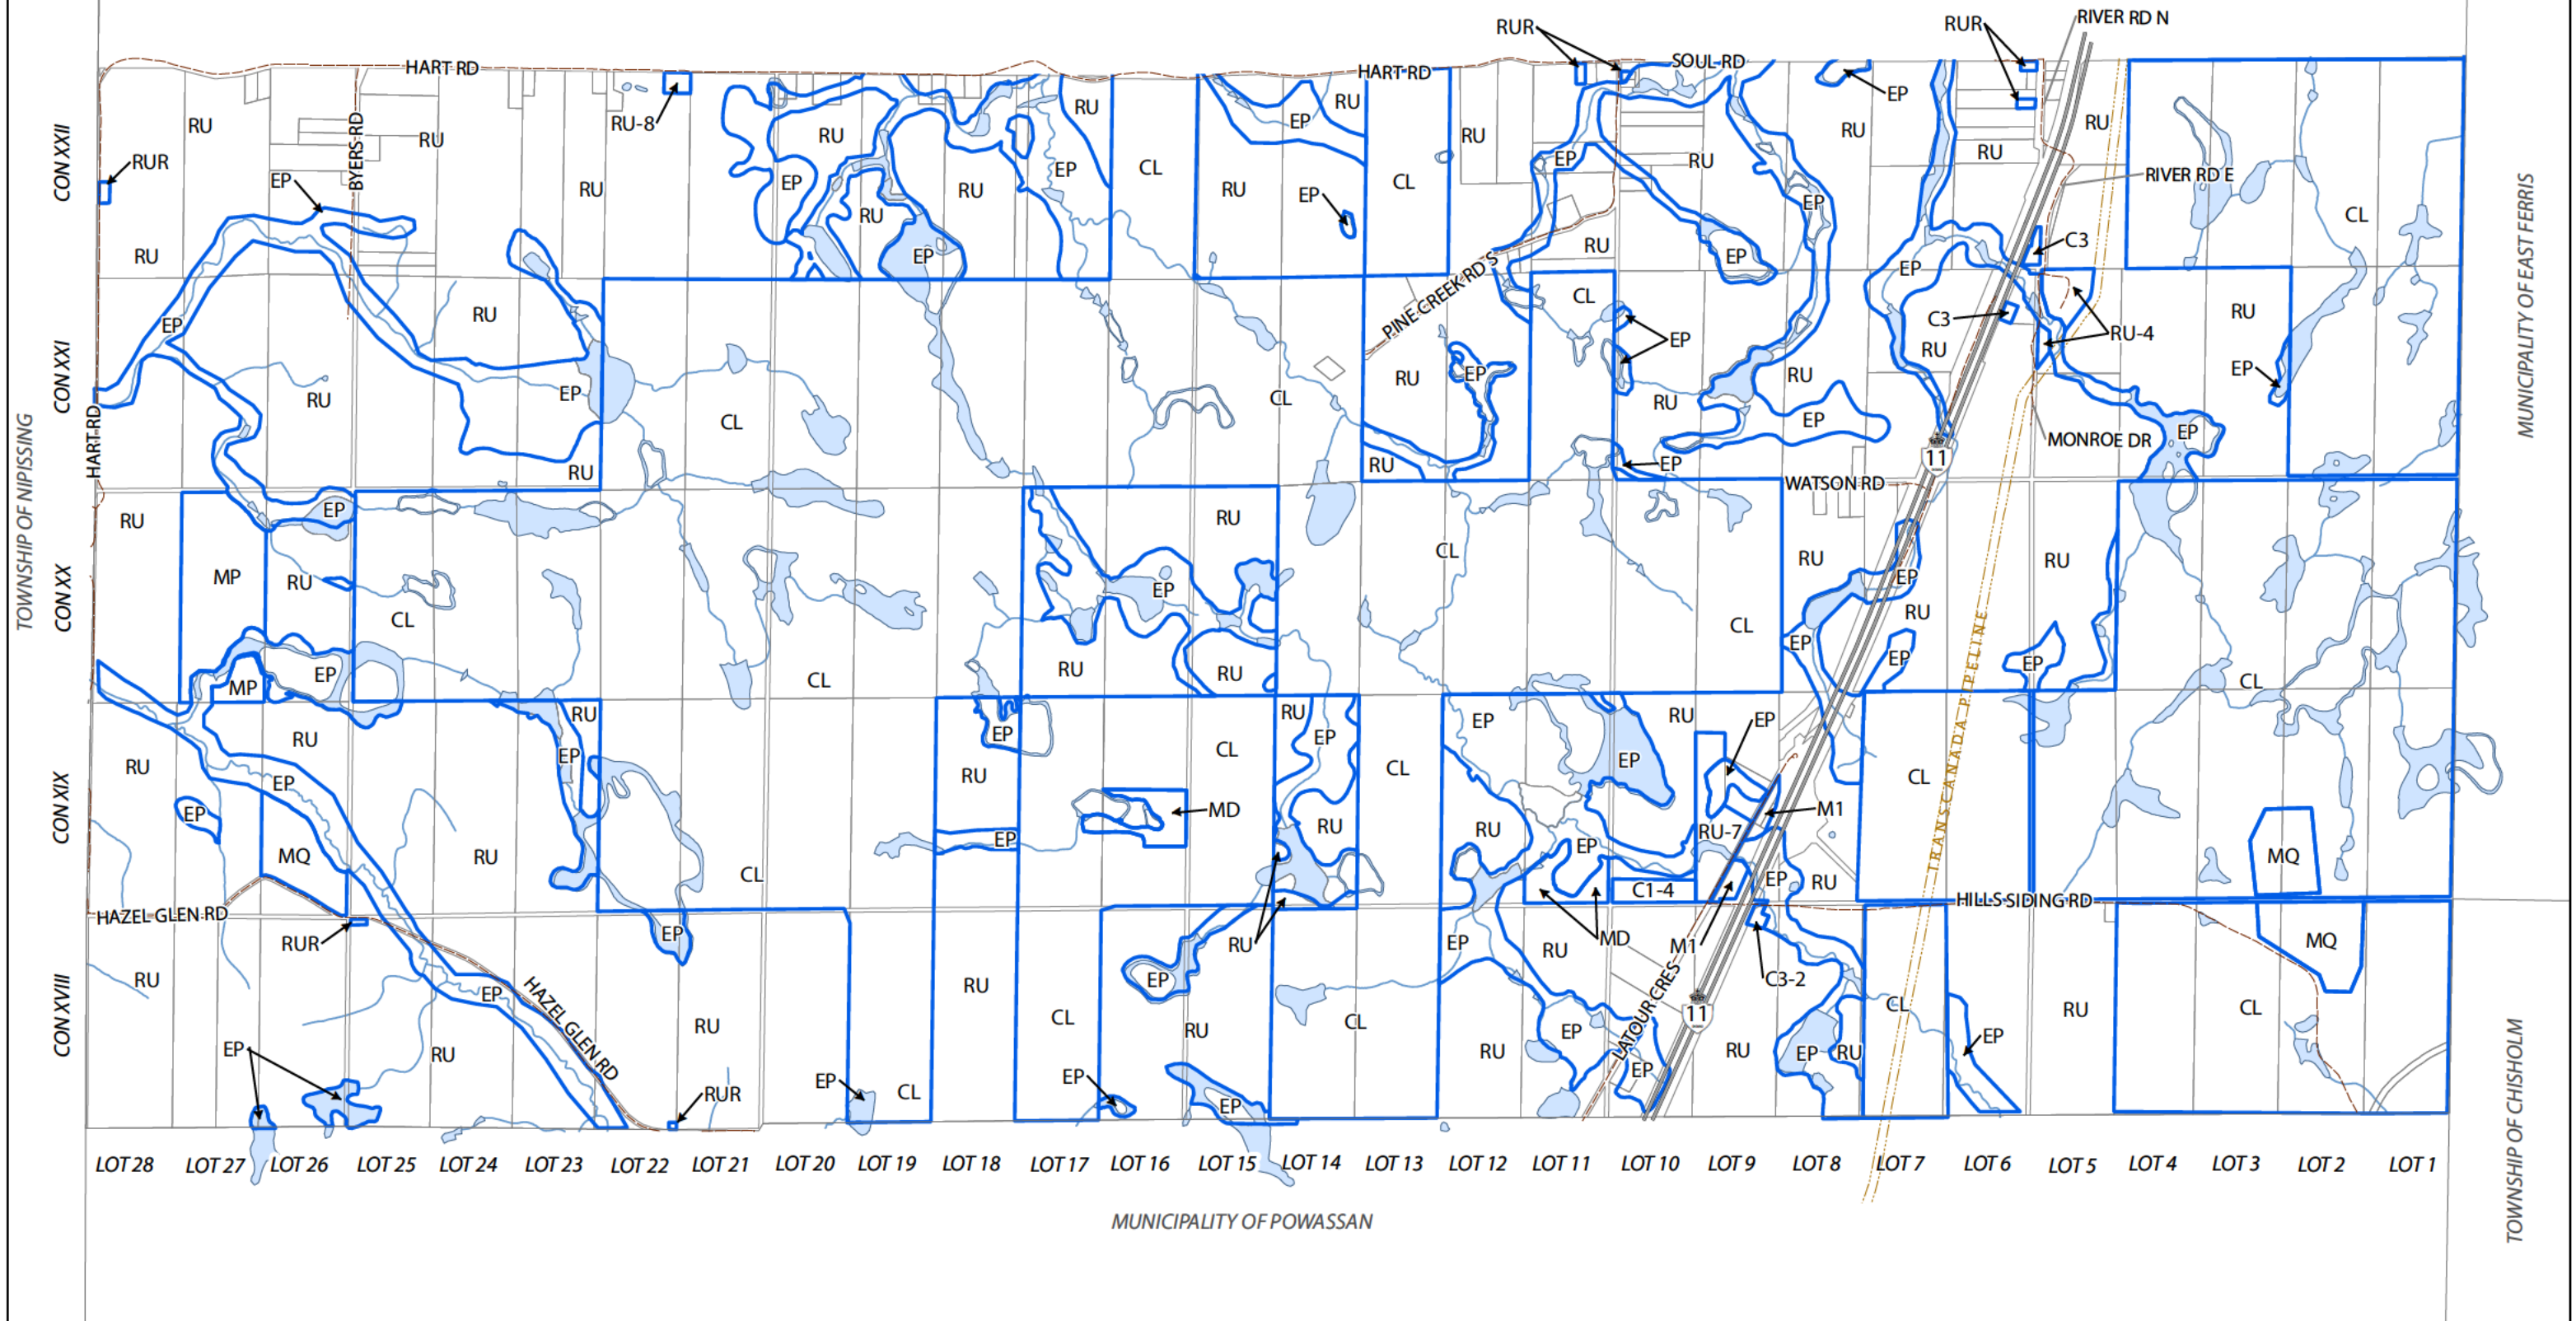 RUR
RUR
RIVER RD N
HART RD
HART RD
SOUL RD
RU-8
RU
RU
EP
RU
EP
RU
RU
RU
RU
CON XXII
BYERS RD
RU
RU
RUR
EP
CL
CL
EP
RU
RU
RIVER RD E
EP
RU
EP
RU
RU
EP
RU
EP
CL
MUNICIPALITY OF EAST FERRIS
RU
EP
RU
EP
EP
C3
RU
PINE CREEK RD S
CL
RU
EP
C3
RU-4
RU
EP
CON XXI
RU
RU
EP
RU
EP
EP
RU
RU
EP
CL
CL
RU
EP
EP
HART RD
TOWNSHIP OF NIPISSING
MONROE DR
11
RU
RU
EP
WATSON RD
EP
RU
RU
MP
RU
CL
CON XX
EP
CL
RU
RU
EP
RU
CL
TRANSCANADA PIPELINE
EP
EP
EP
MP
EP
CL
RU
RU
CL
RU
RU
EP
RU
EP
EP
RU
EP
RU
EP
CL
EP
CL
RU
EP
RU
CL
CON XIX
EP
EP
MD
M1
RU
RU
RU-7
EP
EP
MQ
RU
CL
MQ
C1-4
EP
RU
HAZEL GLEN RD
HILLS SIDING RD
RUR
EP
RU
EP
RU
MD
M1
MQ
RU
EP
HAZEL GLEN RD
RU
EP
C3-2
CL
RU
CL
LATOUR CRES
11
CON XVIII
RU
CL
RU
CL
RU
EP
EP
EP
RU
RU
RU
EP
RU
EP
RUR
EP
CL
EP
EP
LOT 28
LOT 27
LOT 26
LOT 25
LOT 24
LOT 23
LOT 22
LOT 21
LOT 20
LOT 19
LOT 18
LOT 17
LOT 16
LOT 15
LOT 14
LOT 13
LOT 12
LOT 11
LOT 10
LOT 9
LOT 8
LOT 7
LOT 6
LOT 5
LOT 4
LOT 3
LOT 2
LOT 1
TOWNSHIP OF CHISHOLM
MUNICIPALITY OF POWASSAN